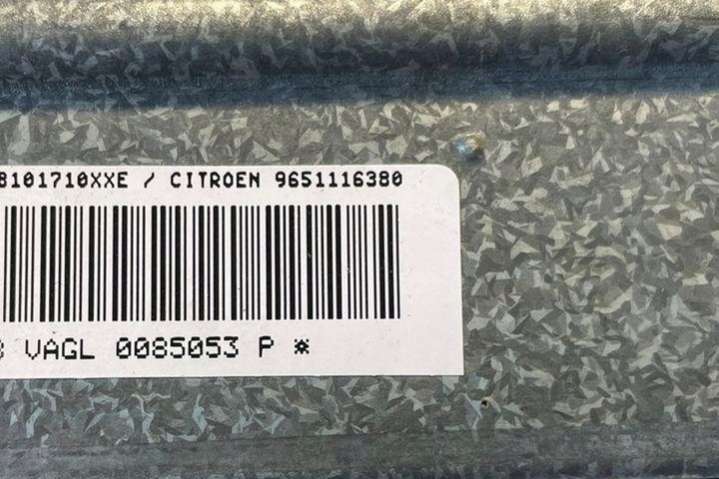 8101710XXE / CITROEN 9651116380
VAGL 0085053 P *